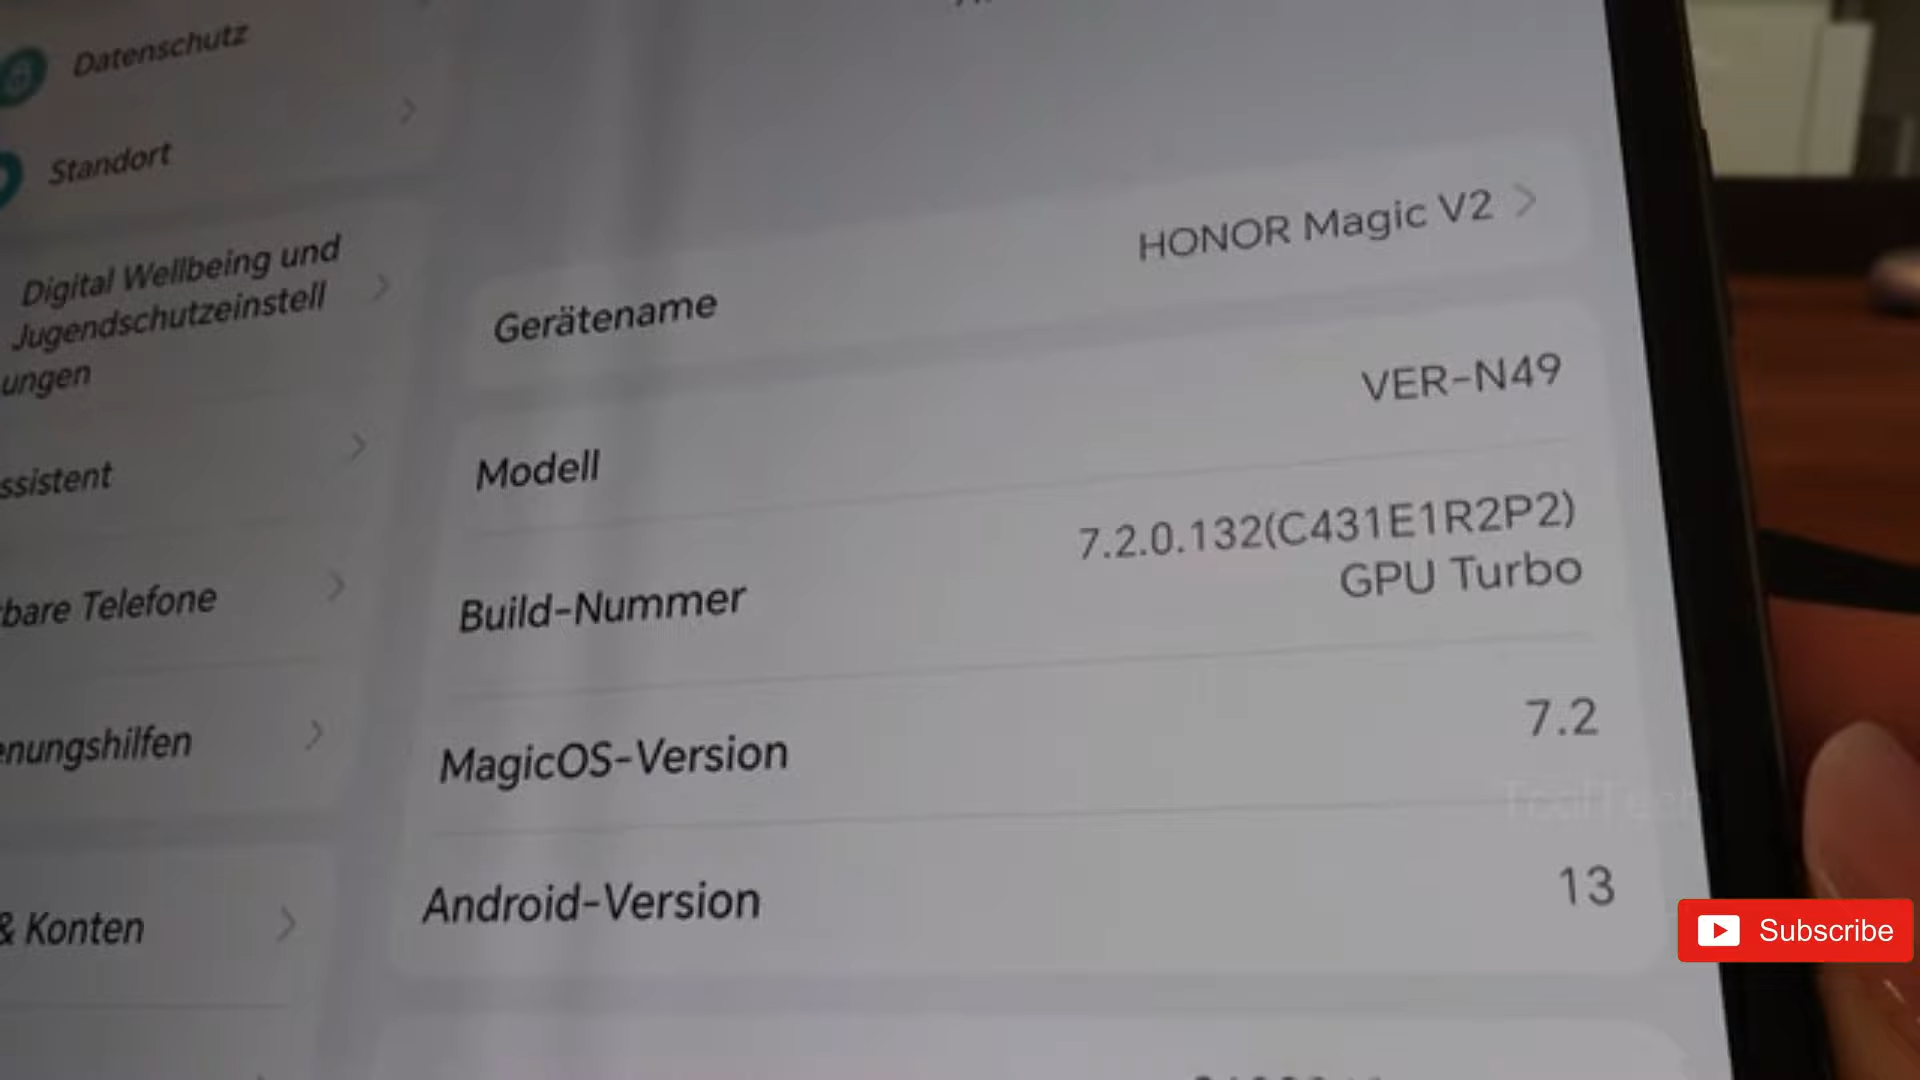 Datenschutz
Standort
Digital Wellbeing und
Jugendschutzeinstell
ungen
ssistent
bare Telefone
enungshilfen
& Konten
HONOR Magic V2
Gerätename
VER-N49
Modell
7.2.0.132(C431E1R2P2)
GPU Turbo
Build-Nummer
7.2
MagicOS-Version
13
Android-Version
Subscribe